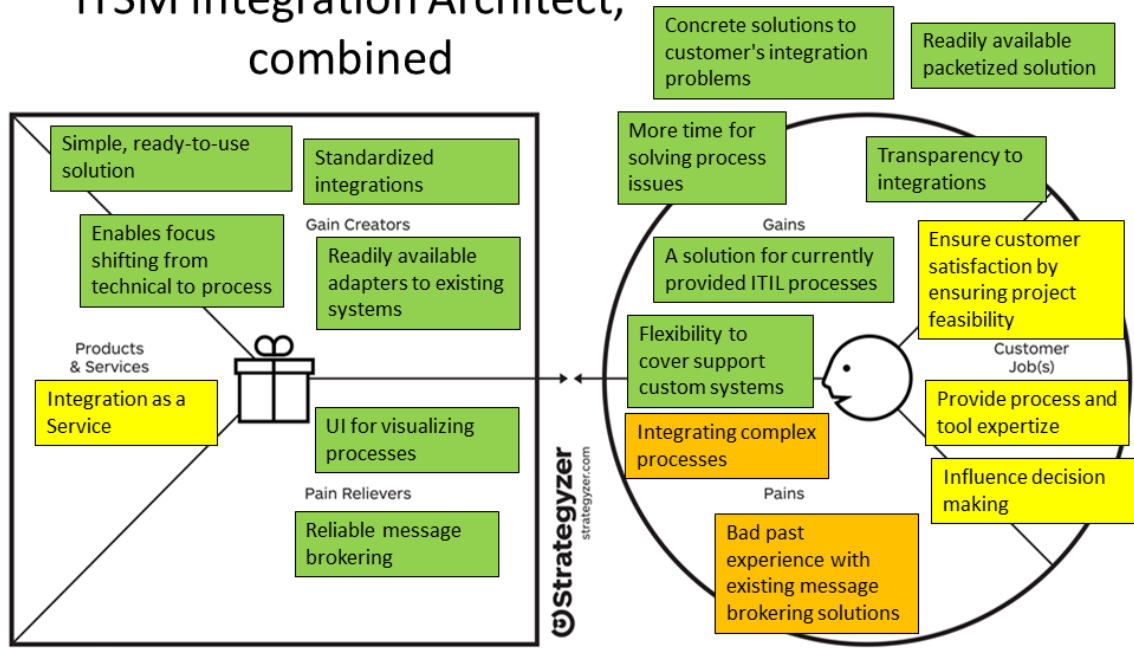 ITSM Integration Architect,
combined
Simple, ready-to-use
solution
Standardized
integrations
Gain Creators
Enables focus
shifting from
technical to process
Readily available
adapters to existing
systems
Products
& Services
Integration as a
Service
UI for visualizing
processes
Pain Relievers
Reliable message
brokering
Strategyzer
strategyzer.com
Concrete solutions to
customer's integration
problems
Readily available
packetized solution
More time for
solving process
issues
Transparency to
integrations
Gains
A solution for currently
provided ITIL processes
Ensure customer
satisfaction by
ensuring project
feasibility
Flexibility to
cover support
custom systems
Customer
Job(s)
Provide process and
tool expertize
Integrating complex
processes
Influence decision
making
Pains
Bad past
experience with
existing message
brokering solutions